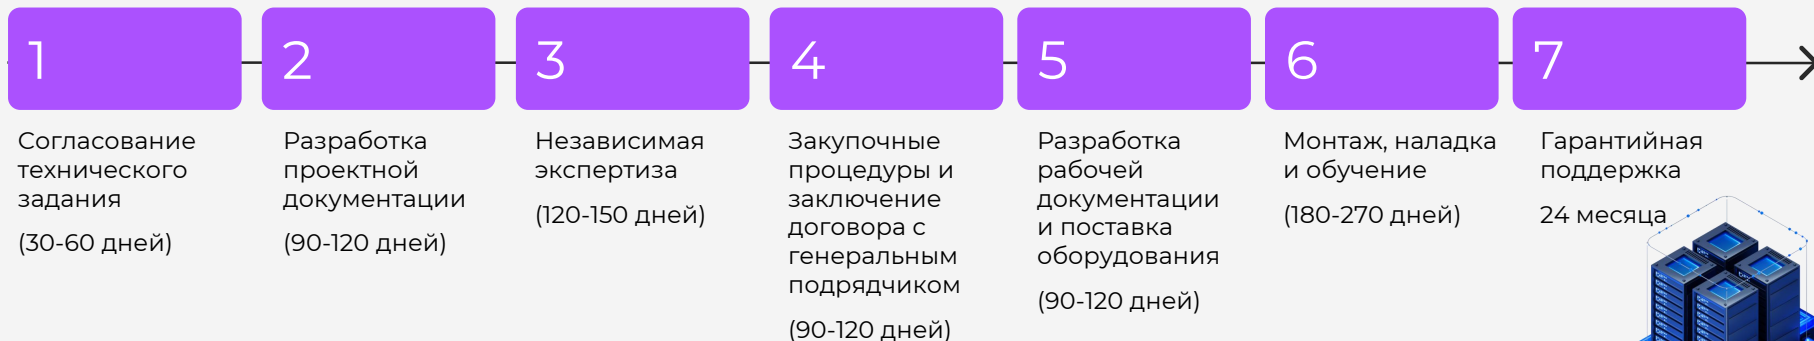 1
Согласование
технического
задания
(30-60 дней)
2
Разработка
проектной
документации
(90-120 дней)
3
Независимая
экспертиза
(120-150 дней)
4
Закупочные
процедуры и
заключение
договора с
генеральным
подрядчиком
(90-120 дней)
5
Разработка
рабочей
документации
и поставка
оборудования
(90-120 дней)
6
Монтаж, наладка
и обучение
(180-270 дней)
7
Гарантийная
поддержка
24 месяца